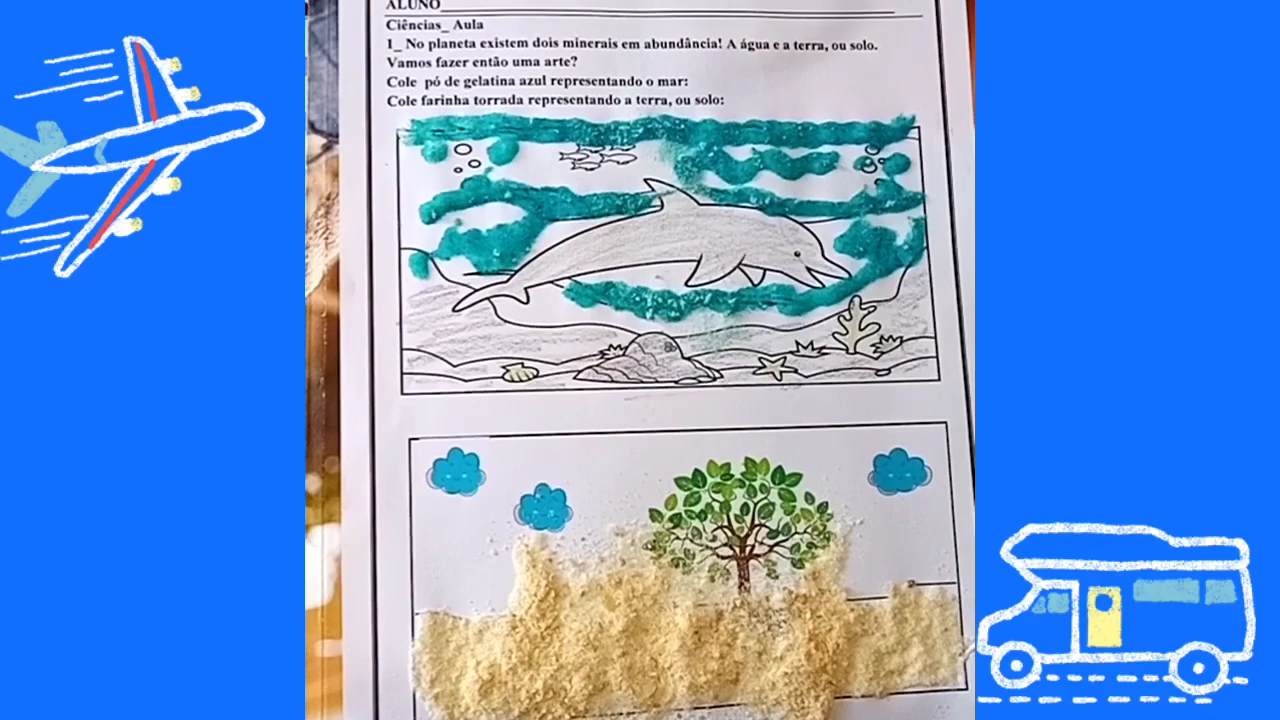 ALUNO
Ciências_ Aula
1_ No planeta existem dois minerais em abundância! A água e a terra, ou solo.
Vamos fazer então uma arte?
Cole pó de gelatina azul representando o mar:
Cole farinha torrada representando a terra, ou solo: